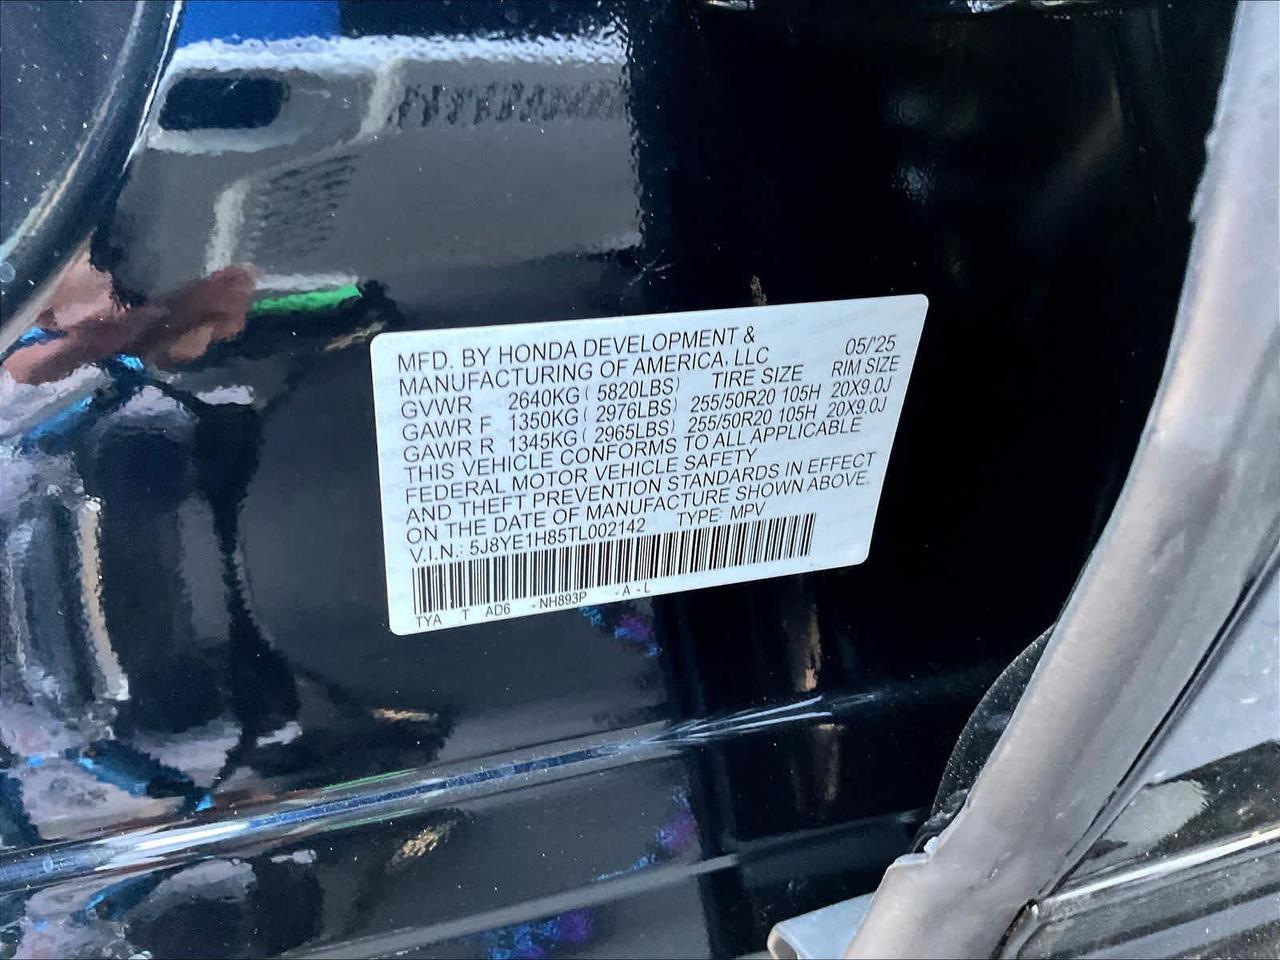 MFD. BY HONDA DEVELOPMENT &
MANUFACTURING OF AMERICA, LLC 05/'25
GVWR 2640KG ( 5820LBS) TIRE SIZE RIM SIZE
GAWR F 1350KG ( 2976LBS) 255/50R20 105H 20X9.0J
GAWR R 1345KG ( 2965LBS) 255/50R20 105H 20X9.0J
THIS VEHICLE CONFORMS TO ALL APPLICABLE
FEDERAL MOTOR VEHICLE SAFETY
AND THEFT PREVENTION STANDARDS IN EFFECT
ON THE DATE OF MANUFACTURE SHOWN ABOVE.
V.I.N.: 5J8YE1H85TL002142 TYPE: MPV
TYA T AD6 -NH893P -A-L